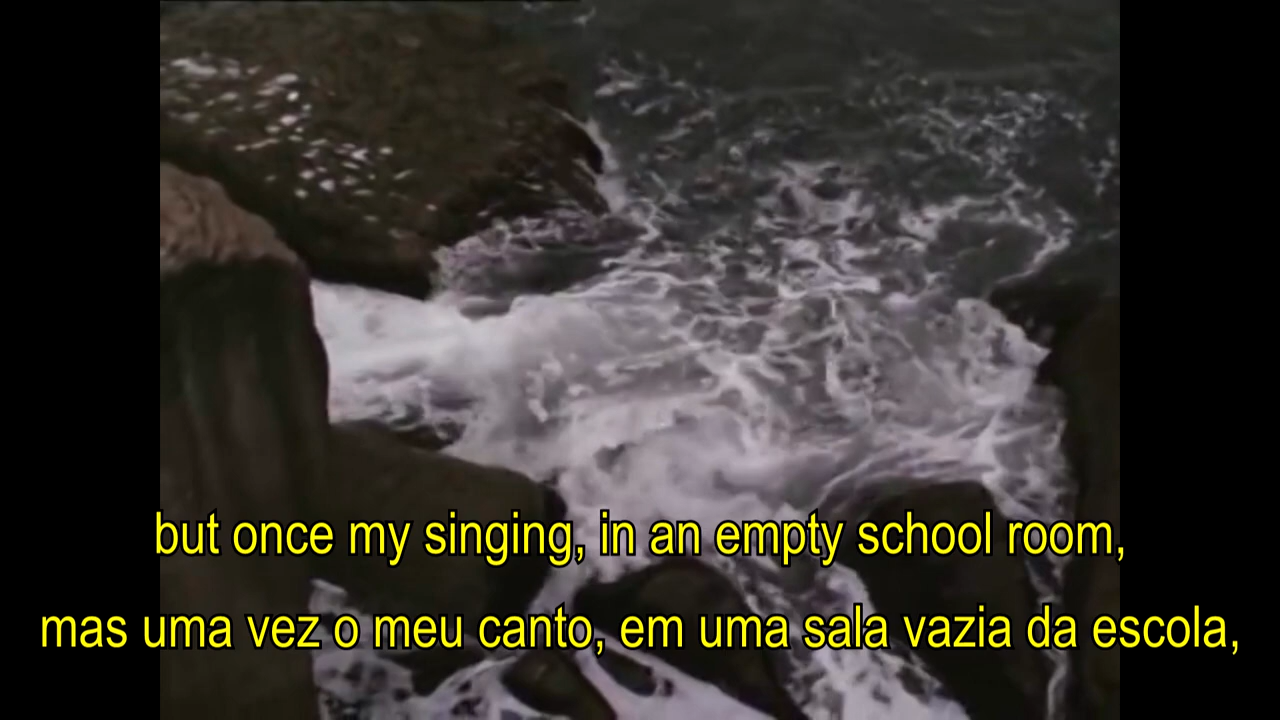 but once my singing, in an empty school room,
mas uma vez o meu canto, em uma sala vazia da escola,